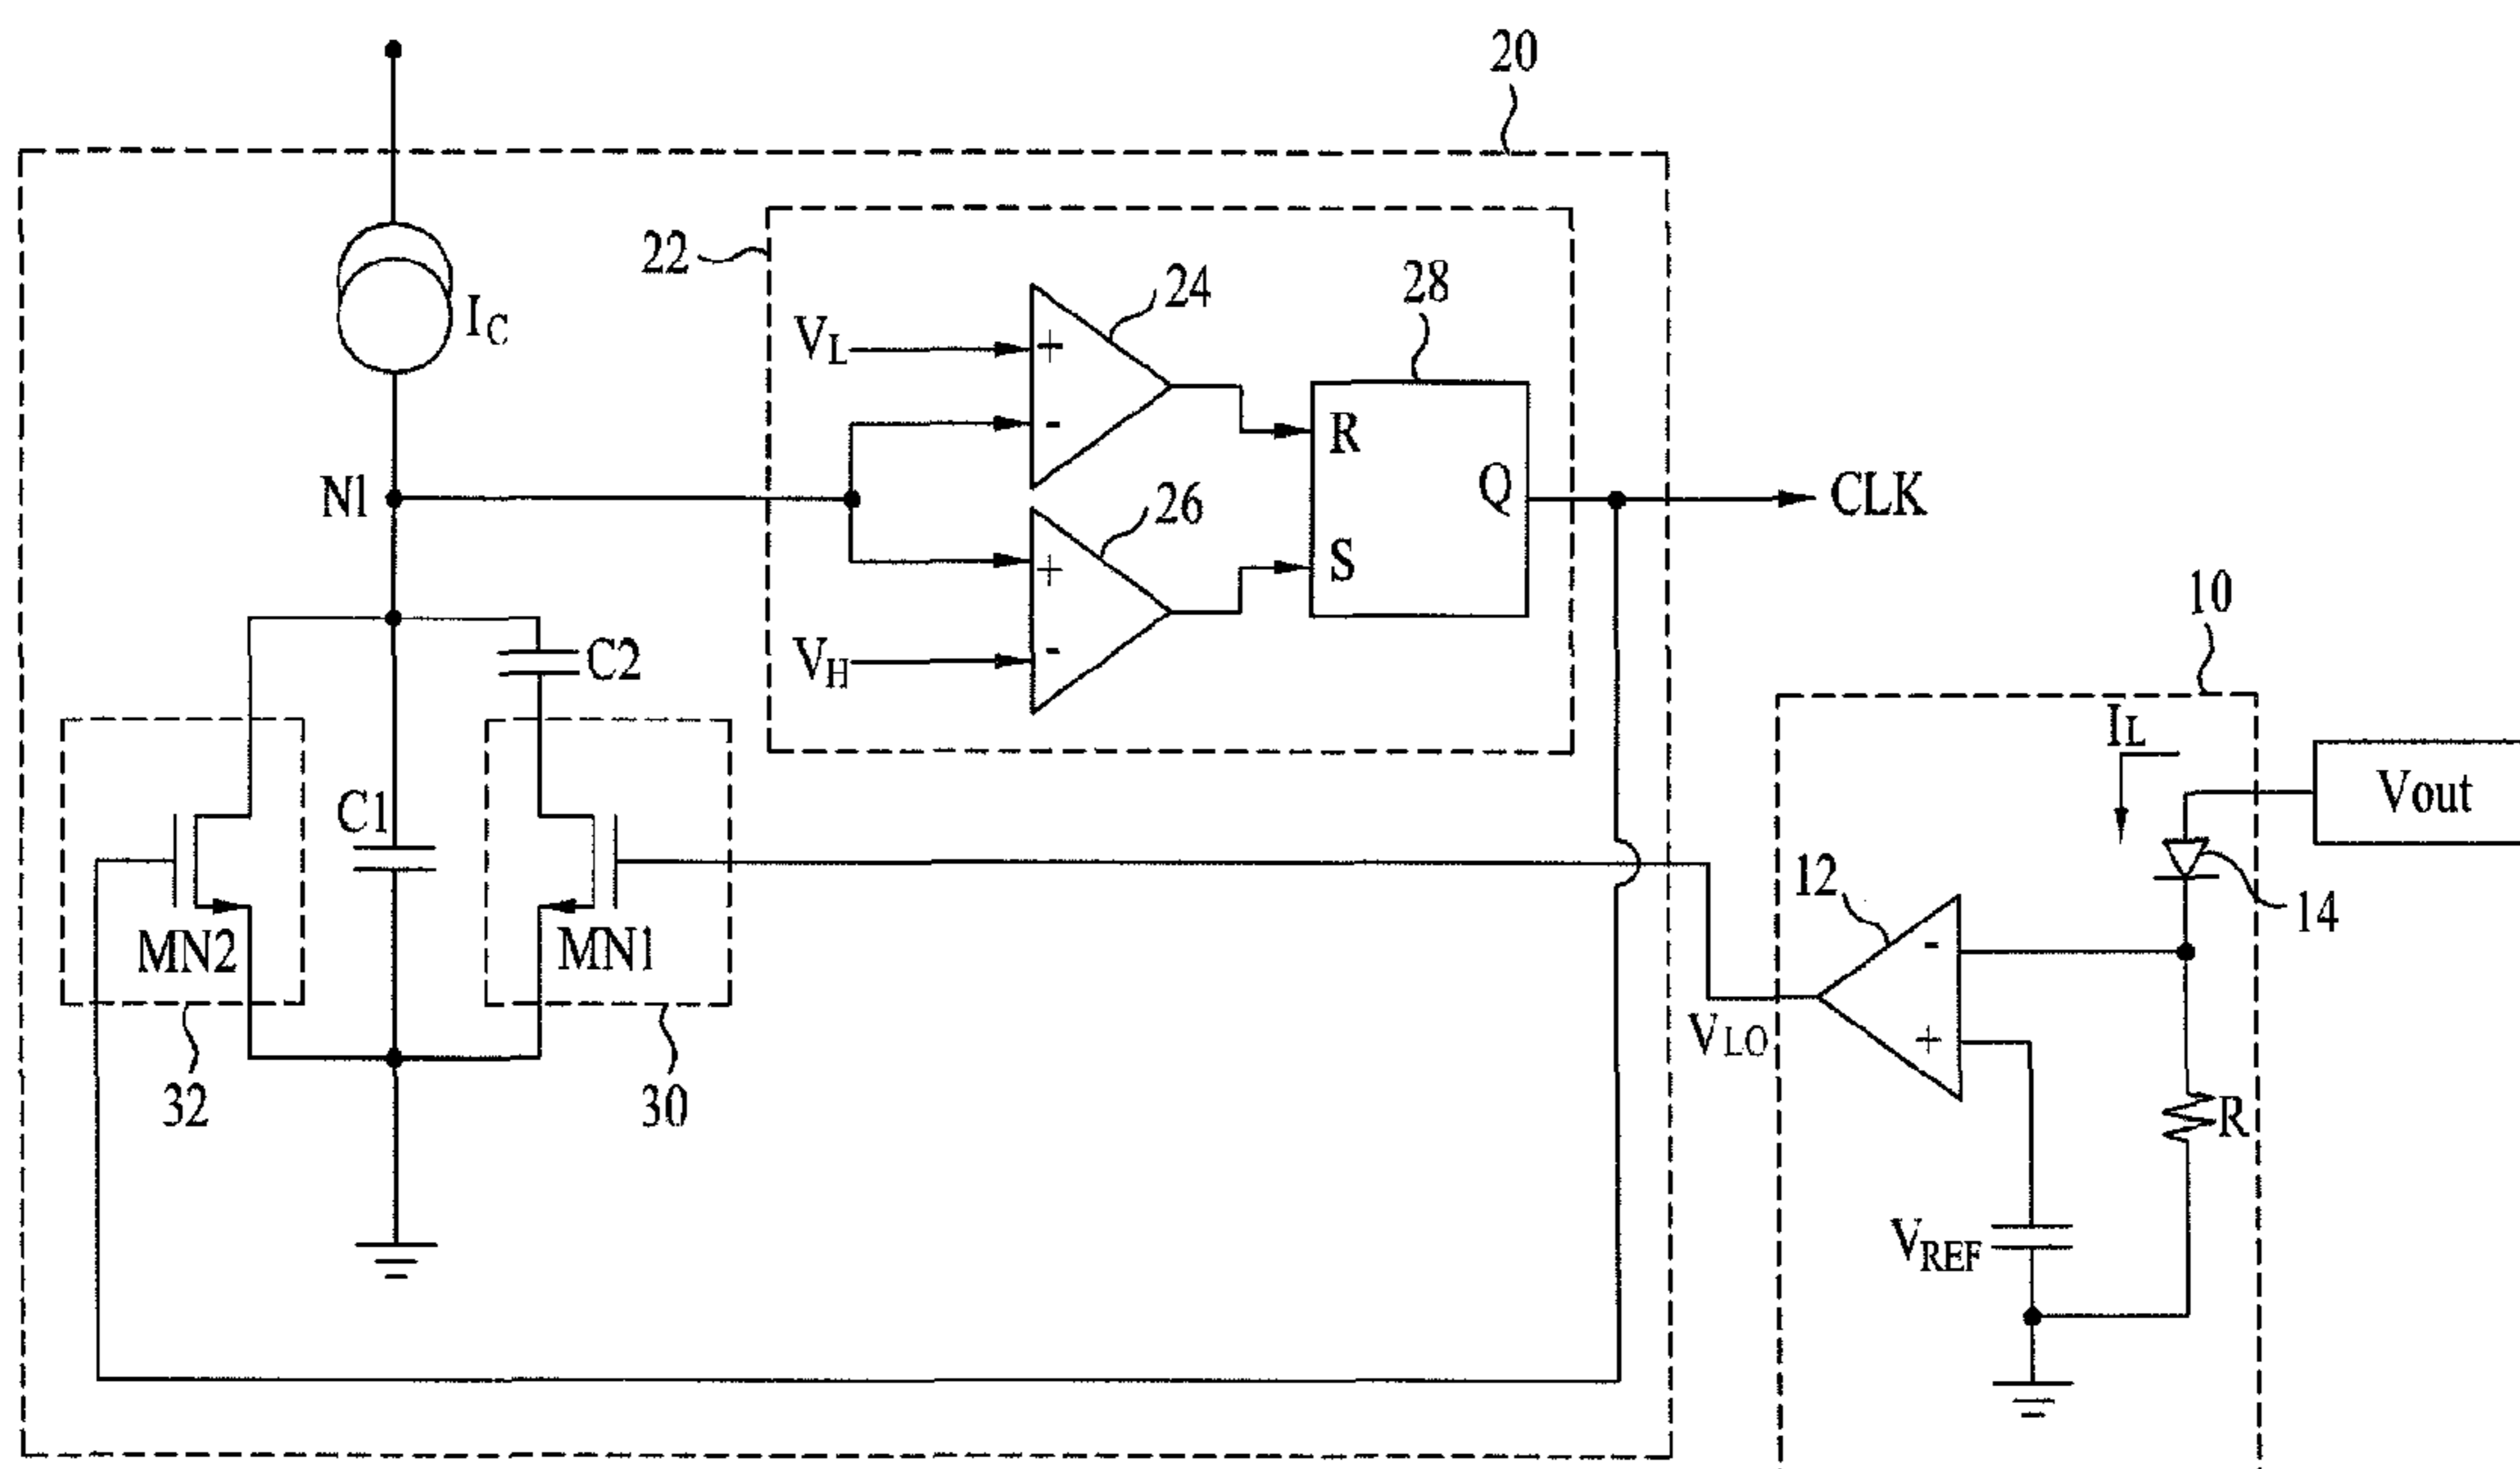 20
22
24
28
I_C
V_L
+
-
R
N1
26
Q
CLK
S
+
V_H
-
10
C2
I_L
Vout
C1
12
14
-
MN2
MN1
V_LO
+
32
30
R
V_REF